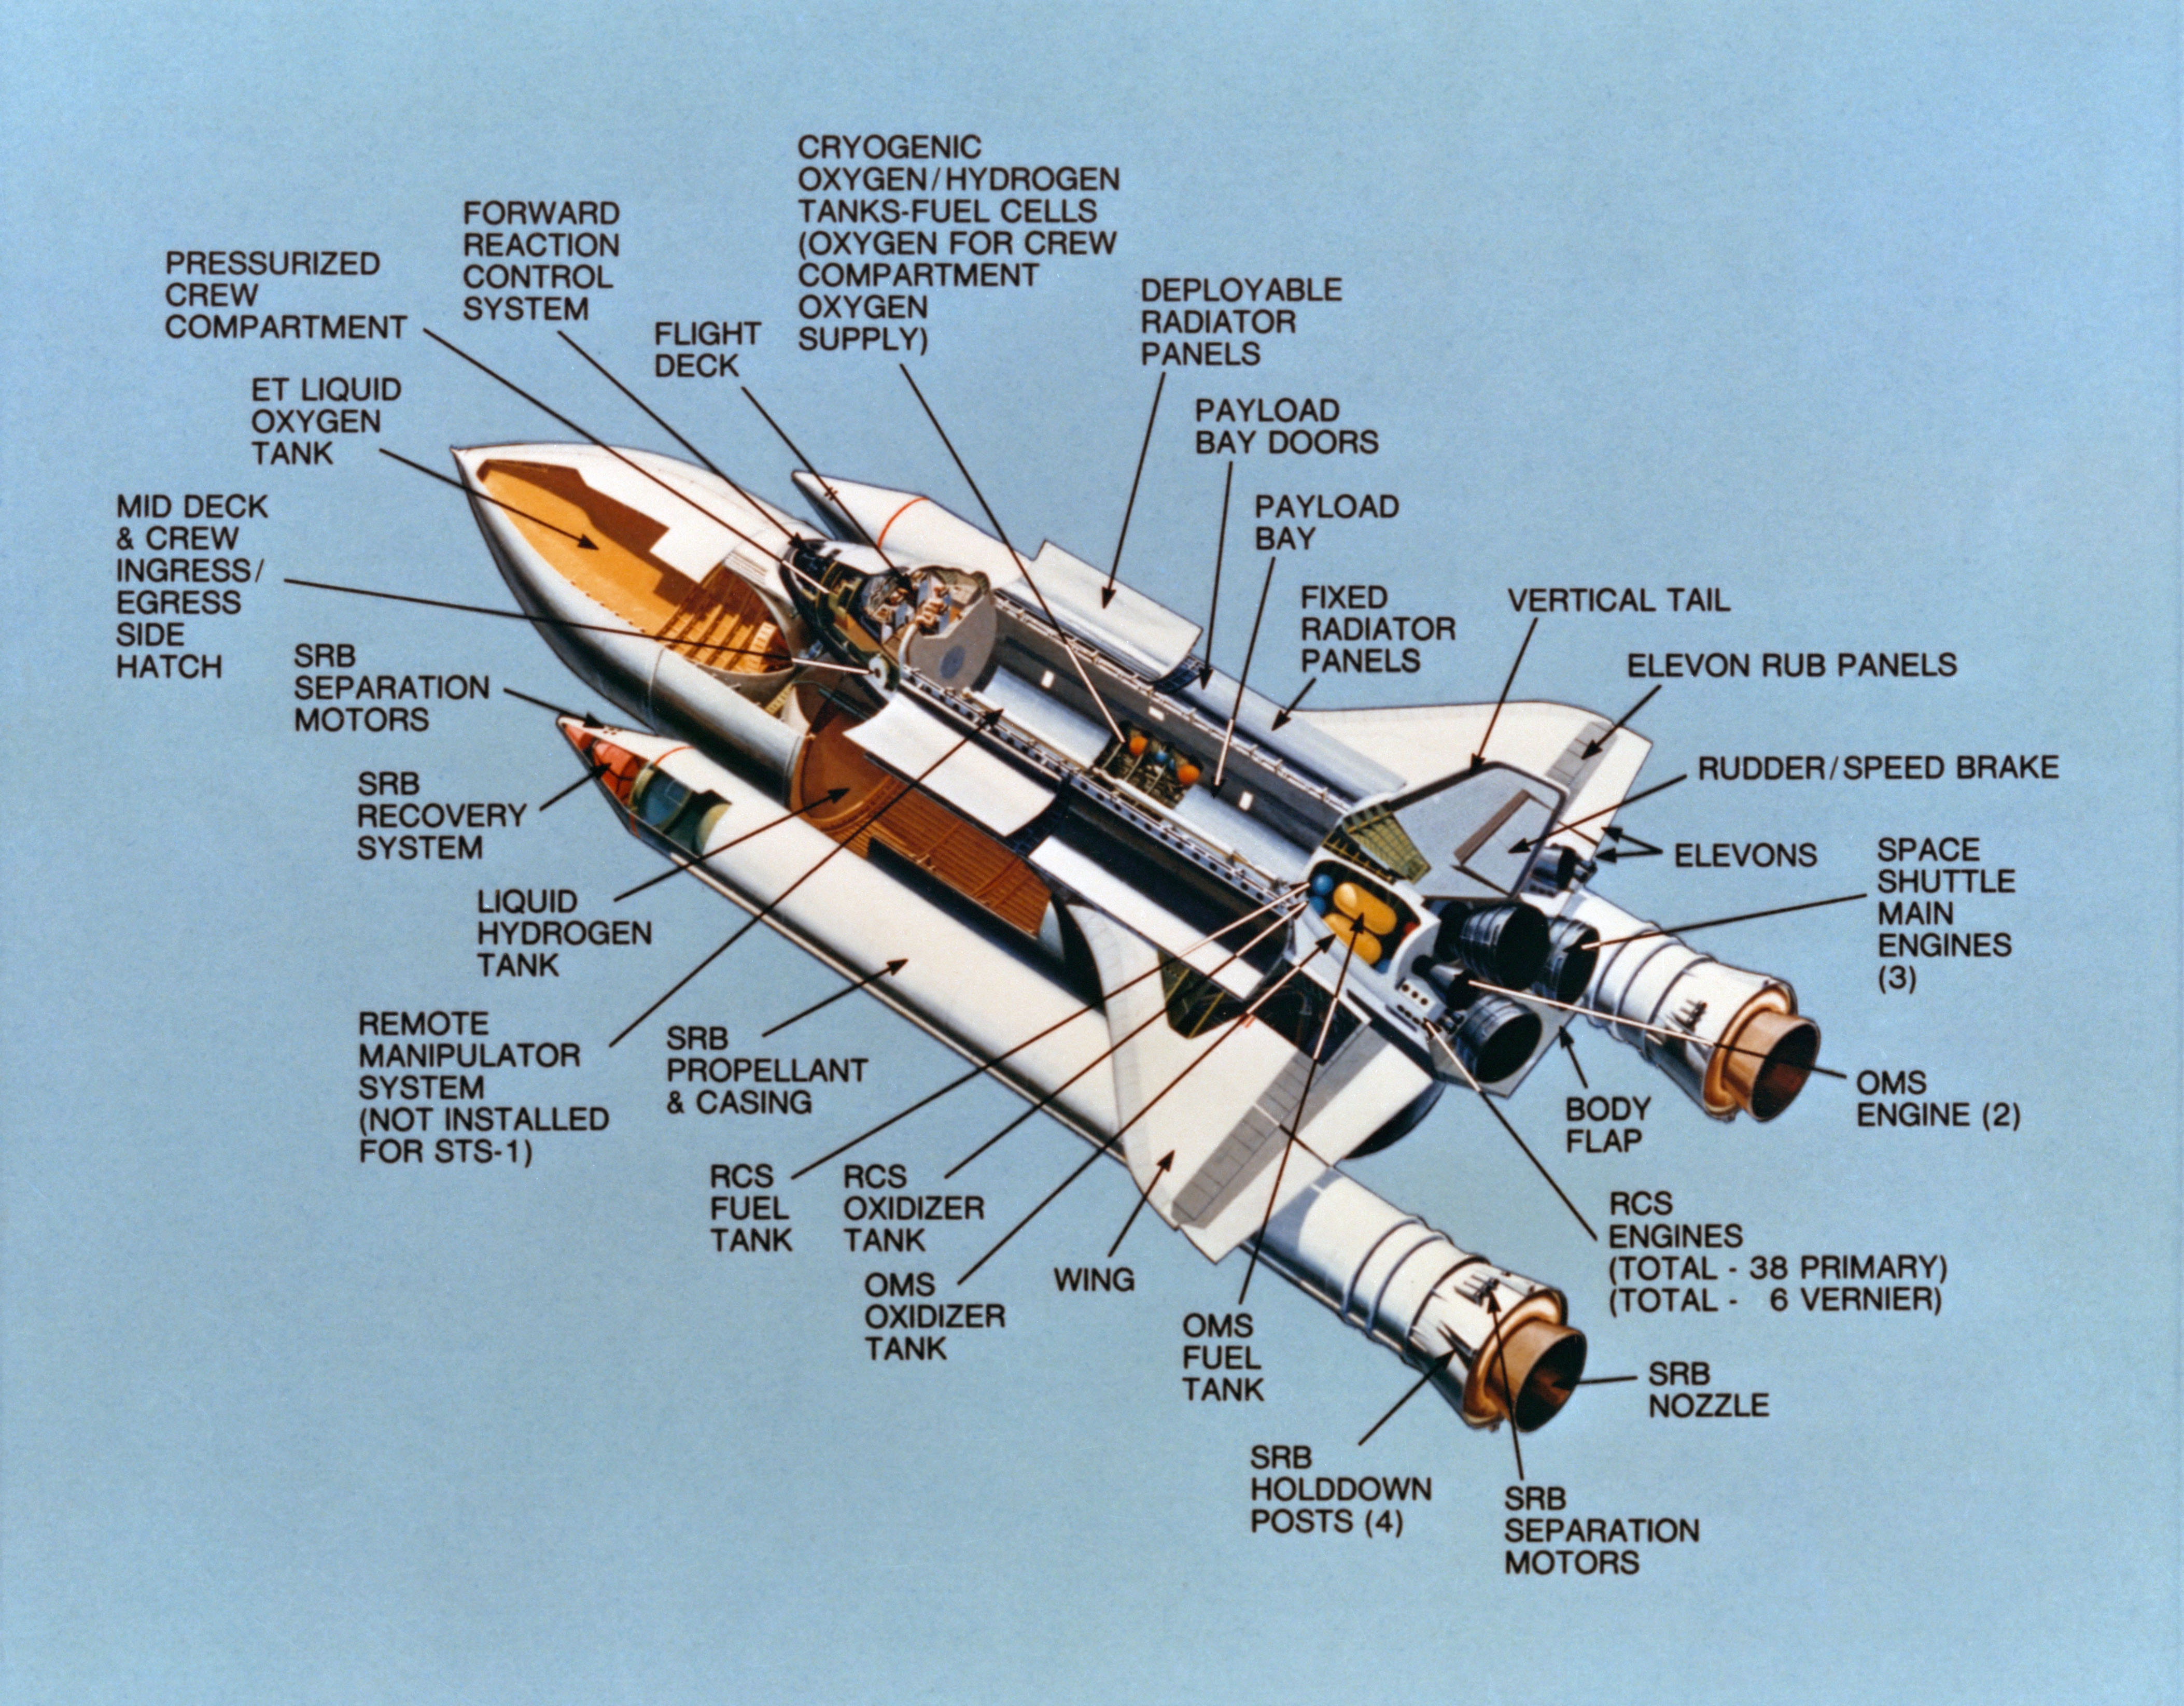 CRYOGENIC
OXYGEN/HYDROGEN
TANKS-FUEL CELLS
(OXYGEN FOR CREW
COMPARTMENT
OXYGEN
SUPPLY)
FORWARD
REACTION
CONTROL
SYSTEM
PRESSURIZED
CREW
COMPARTMENT
FLIGHT
DECK
DEPLOYABLE
RADIATOR
PANELS
ET LIQUID
OXYGEN
TANK
PAYLOAD
BAY DOORS
MID DECK
& CREW
INGRESS/
EGRESS
SIDE
HATCH
PAYLOAD
BAY
FIXED
RADIATOR
PANELS
VERTICAL TAIL
ELEVON RUB PANELS
SRB
SEPARATION
MOTORS
RUDDER/SPEED BRAKE
SRB
RECOVERY
SYSTEM
ELEVONS
SPACE
SHUTTLE
MAIN
ENGINES
(3)
LIQUID
HYDROGEN
TANK
REMOTE
MANIPULATOR
SYSTEM
(NOT INSTALLED
FOR STS-1)
SRB
PROPELLANT
& CASING
OMS
ENGINE (2)
BODY
FLAP
RCS
FUEL
TANK
RCS
OXIDIZER
TANK
RCS
ENGINES
(TOTAL - 38 PRIMARY)
(TOTAL - 6 VERNIER)
WING
OMS
OXIDIZER
TANK
OMS
FUEL
TANK
SRB
NOZZLE
SRB
HOLDDOWN
POSTS (4)
SRB
SEPARATION
MOTORS